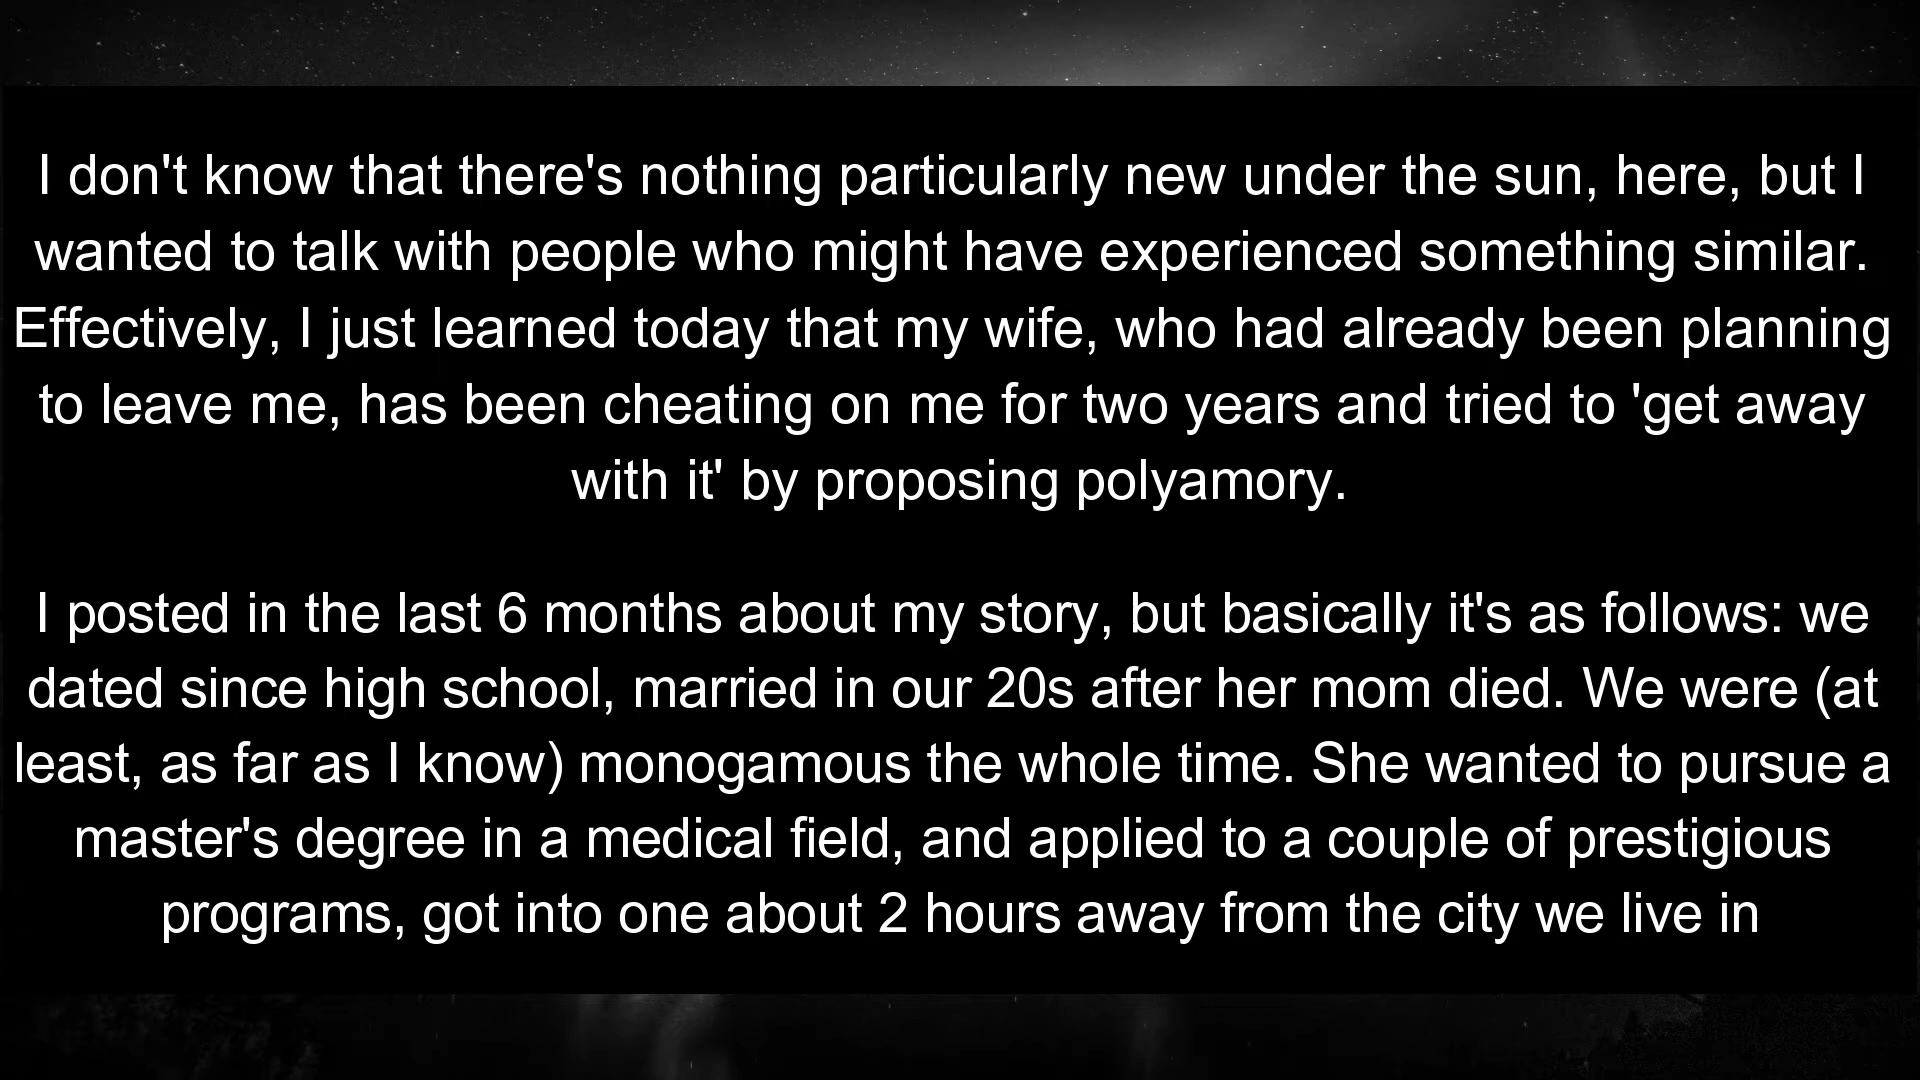 I don't know that there's nothing particularly new under the sun, here, but I
wanted to talk with people who might have experienced something similar.
Effectively, I just learned today that my wife, who had already been planning
to leave me, has been cheating on me for two years and tried to 'get away
with it' by proposing polyamory.
I posted in the last 6 months about my story, but basically it's as follows: we
dated since high school, married in our 20s after her mom died. We were (at
least, as far as I know) monogamous the whole time. She wanted to pursue a
master's degree in a medical field, and applied to a couple of prestigious
programs, got into one about 2 hours away from the city we live in